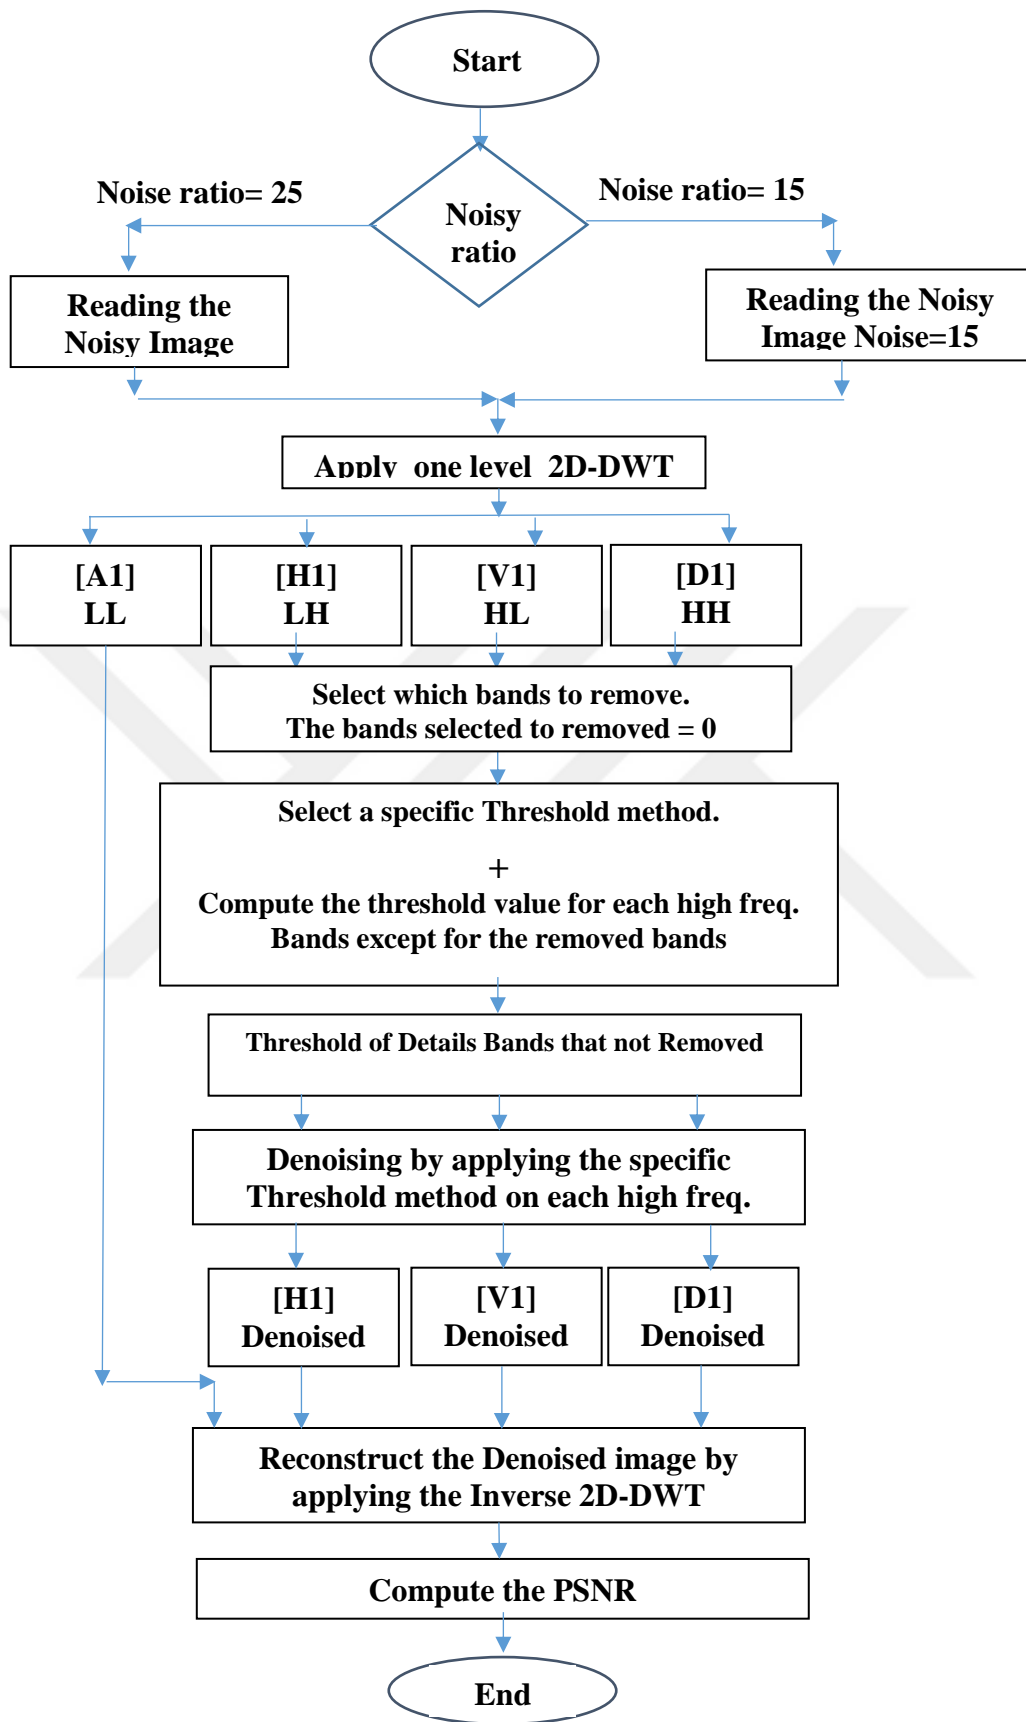 Start
Noise ratio= 25
Noise ratio= 15
Noisy
ratio
Reading the
Noisy Image
Reading the Noisy
Image Noise=15
Apply one level 2D-DWT
[A1]
LL
[H1]
LH
[V1]
HL
[D1]
HH
Select which bands to remove.
The bands selected to removed = 0
Select a specific Threshold method.
+
Compute the threshold value for each high freq.
Bands except for the removed bands
Threshold of Details Bands that not Removed
Denoising by applying the specific
Threshold method on each high freq.
[H1]
Denoised
[V1]
Denoised
[D1]
Denoised
Reconstruct the Denoised image by
applying the Inverse 2D-DWT
Compute the PSNR
End